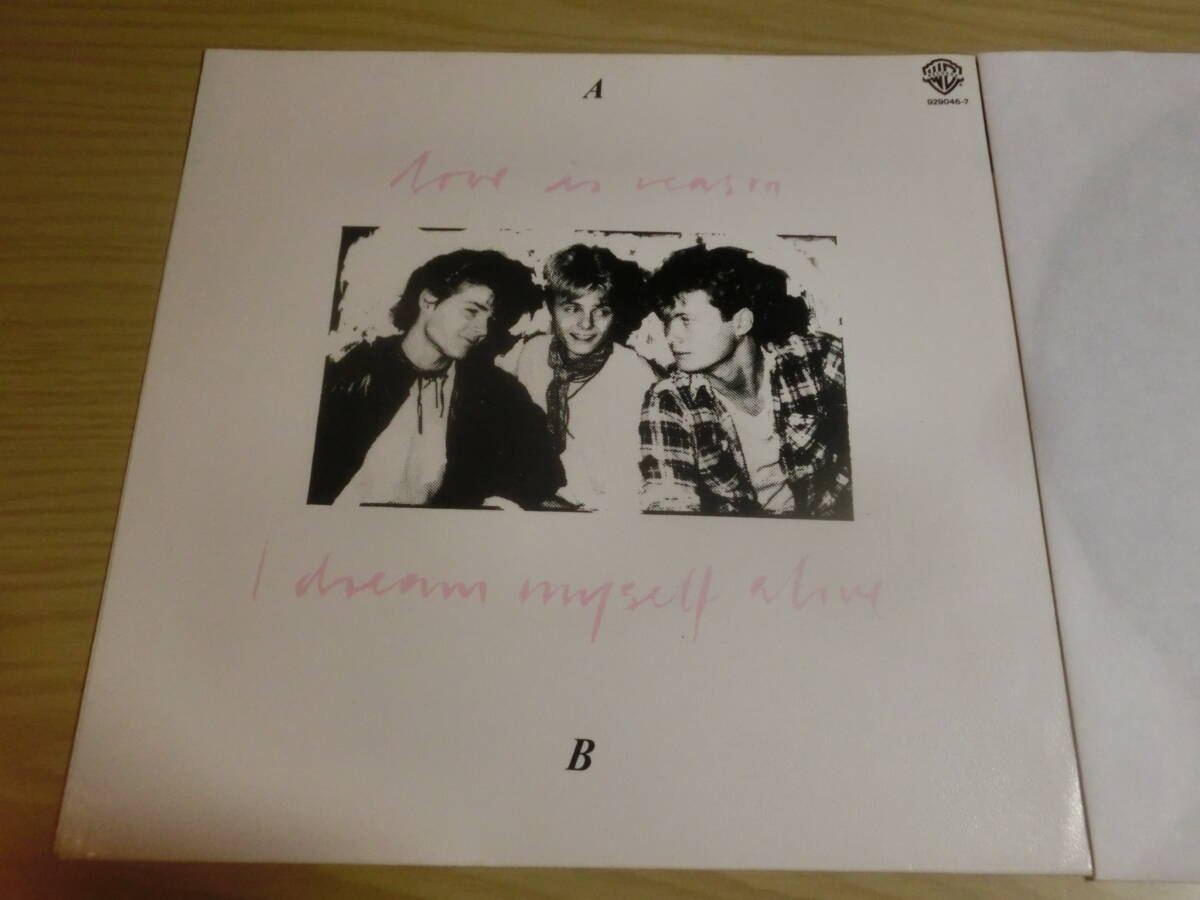 A
929046-7
love is reason
I dream myself alive
B